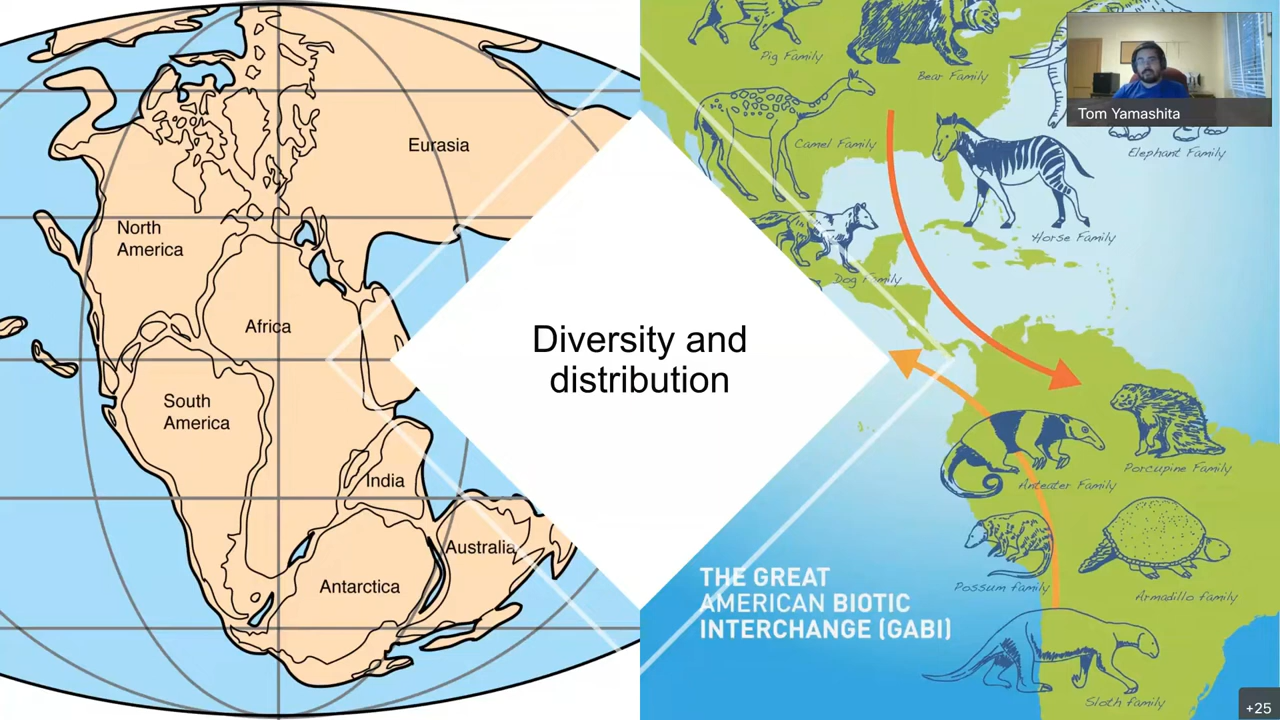 Eurasia
North
America
Africa
South
America
India
Australia
Antarctica
Diversity and
distribution
Pig Family
Bear Family
Camel Family
Elephant Family
Horse Family
Dog Family
Porcupine Family
Anteater Family
Possum family
Armadillo family
Sloth family
THE GREAT
AMERICAN BIOTIC
INTERCHANGE (GABI)
Tom Yamashita
+25